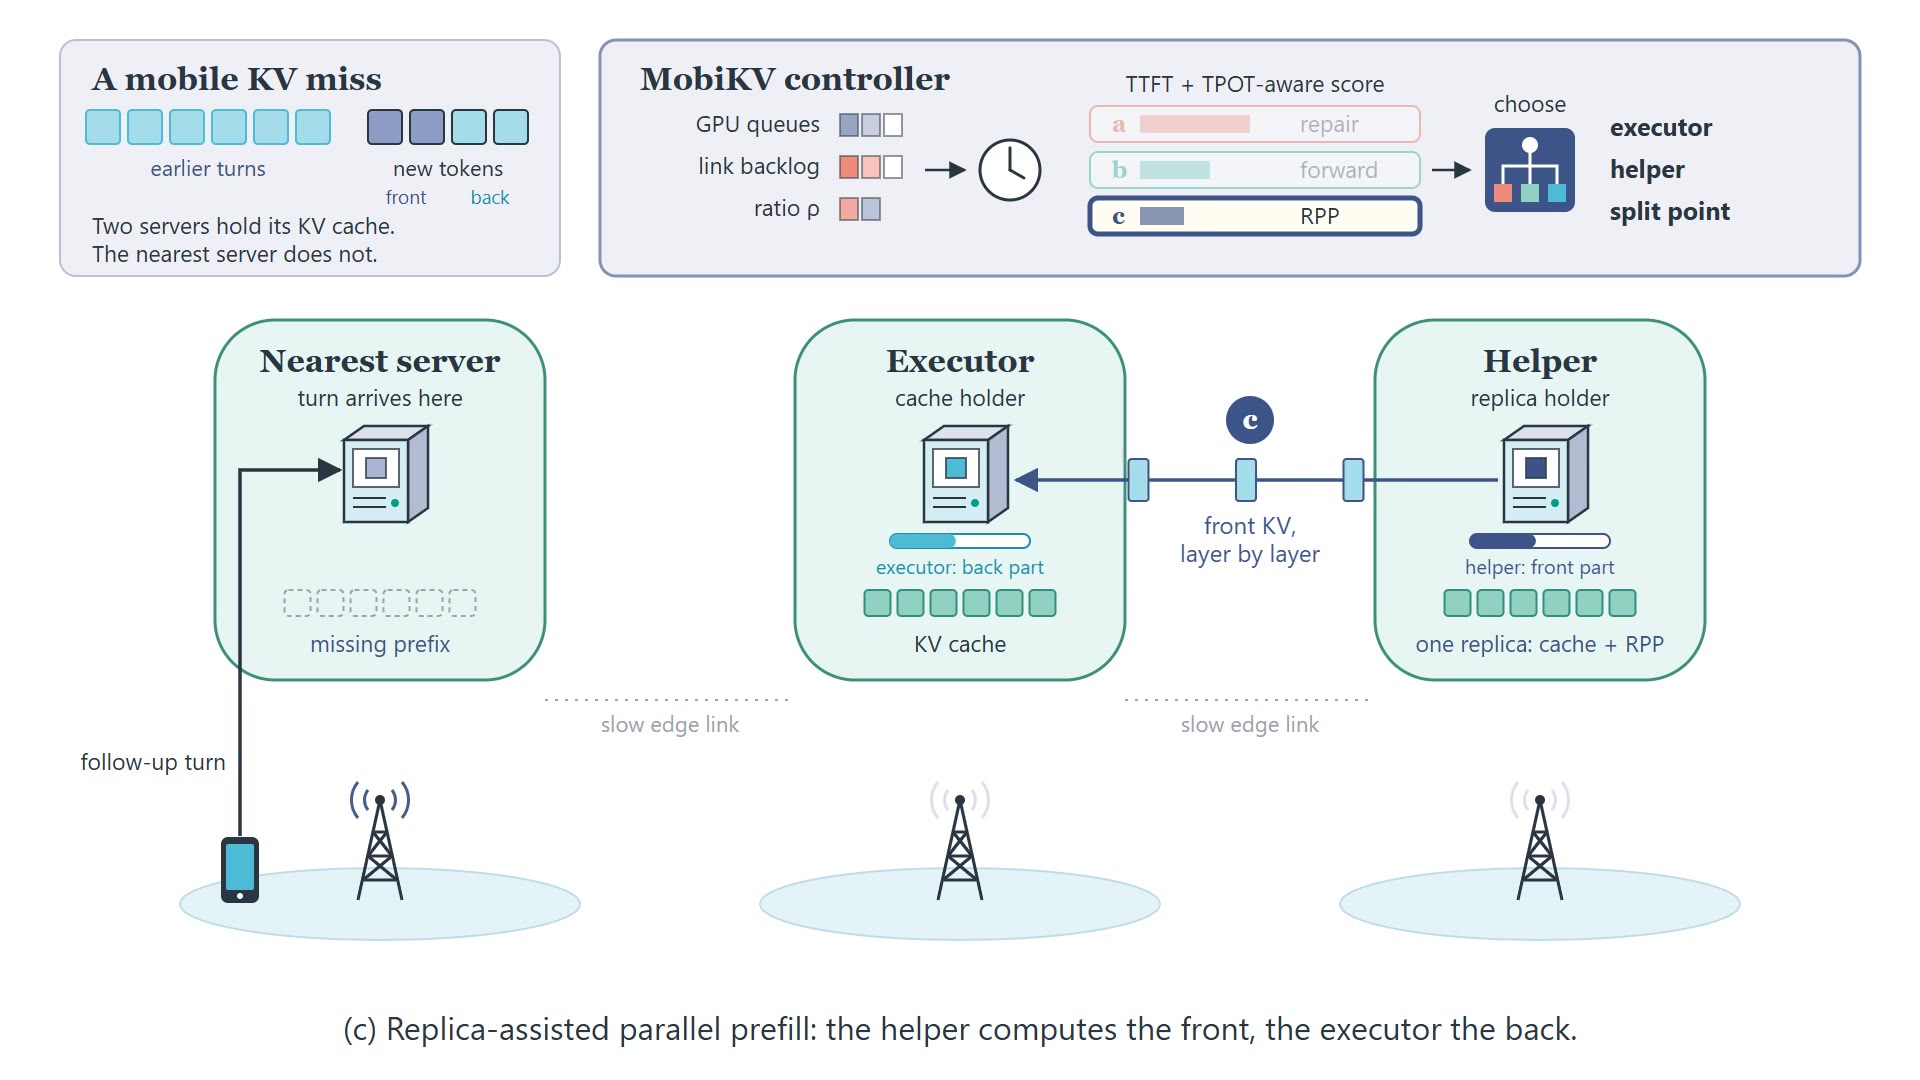 A mobile KV miss
earlier turns
new tokens
front
back
Two servers hold its KV cache.
The nearest server does not.
MobiKV controller
GPU queues
link backlog
ratio ρ
TTFT + TPOT-aware score
a
repair
b
forward
c
RPP
choose
executor
helper
split point
Nearest server
turn arrives here
missing prefix
Executor
cache holder
executor: back part
KV cache
c
front KV,
layer by layer
Helper
replica holder
helper: front part
one replica: cache + RPP
slow edge link
slow edge link
follow-up turn
(c) Replica-assisted parallel prefill: the helper computes the front, the executor the back.